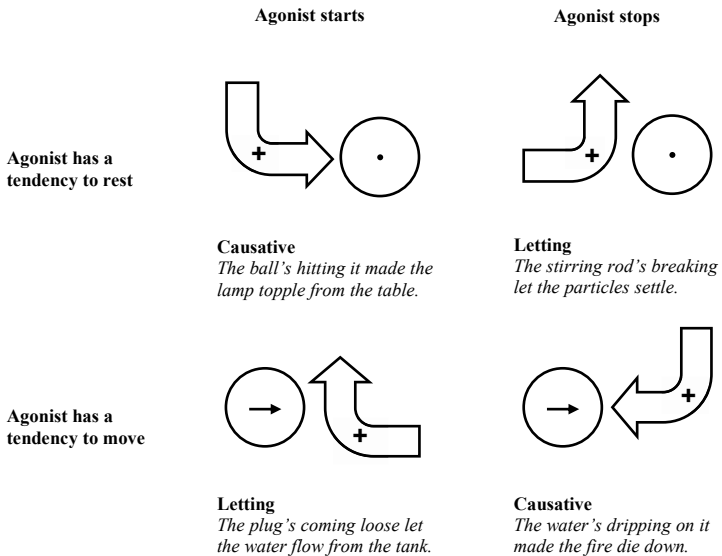 Agonist starts
Agonist stops
Agonist has a
tendency to rest
+
+
Causative
The ball's hitting it made the
lamp topple from the table.
Letting
The stirring rod's breaking
let the particles settle.
Agonist has a
tendency to move
+
+
Letting
The plug's coming loose let
the water flow from the tank.
Causative
The water's dripping on it
made the fire die down.